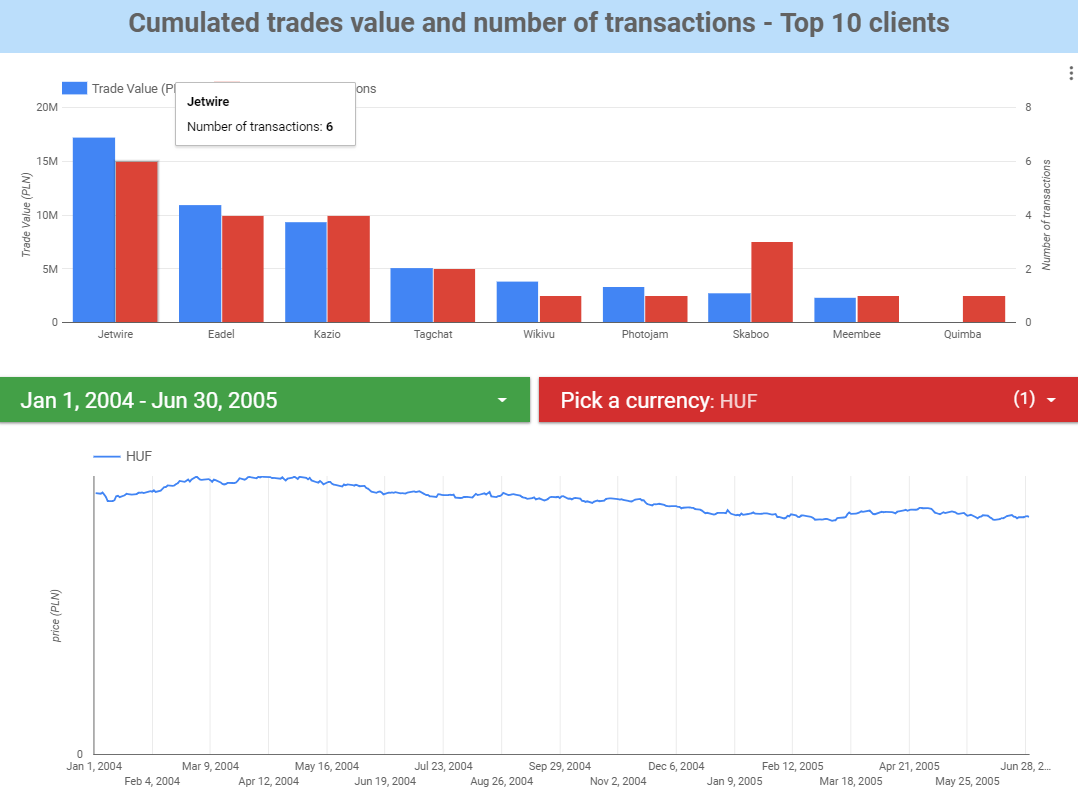 Cumulated trades value and number of transactions - Top 10 clients
Trade Value (P
ons
Jetwire
Number of transactions: 6
20M
15M
10M
5M
0
Trade Value (PLN)
8
6
4
2
0
Number of transactions
Jetwire Eadel Kazio Tagchat Wikivu Photojam Skaboo Meembee Quimba
Jan 1, 2004 - Jun 30, 2005
Pick a currency: HUF (1)
HUF
price (PLN)
0
Jan 1, 2004 Mar 9, 2004 May 16, 2004 Jul 23, 2004 Sep 29, 2004 Dec 6, 2004 Feb 12, 2005 Apr 21, 2005 Jun 28, 2...
Feb 4, 2004 Apr 12, 2004 Jun 19, 2004 Aug 26, 2004 Nov 2, 2004 Jan 9, 2005 Mar 18, 2005 May 25, 2005